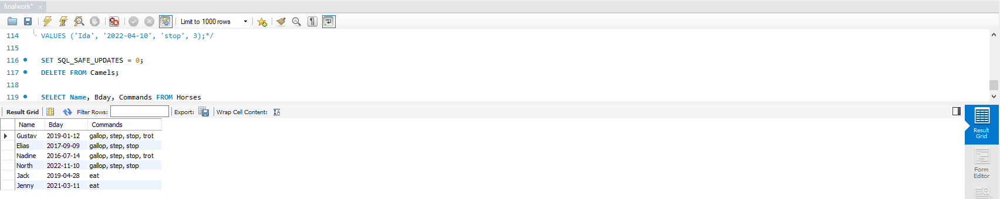 finalwork*
Limit to 1000 rows
114 VALUES ('Ida', '2022-04-10', 'stop', 3);*/
115
116 SET SQL_SAFE_UPDATES = 0;
117 DELETE FROM Camels;
118
119 SELECT Name, Bday, Commands FROM Horses
Result Grid Filter Rows: Export: Wrap Cell Content:
Name Bday Commands
Gustav 2019-01-12 gallop, step, stop, trot
Elias 2017-09-09 gallop, step, stop
Nadine 2016-07-14 gallop, step, stop, trot
North 2022-11-10 gallop, step, stop
Jack 2019-04-28 eat
Jenny 2021-03-11 eat
Result
Grid
Form
Editor